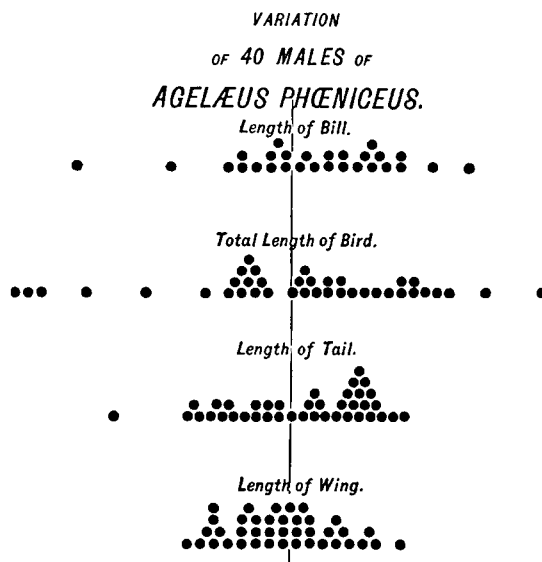 VARIATION
OF 40 MALES OF
AGELÆUS PHŒNICEUS.
Length of Bill.
Total Length of Bird.
Length of Tail.
Length of Wing.